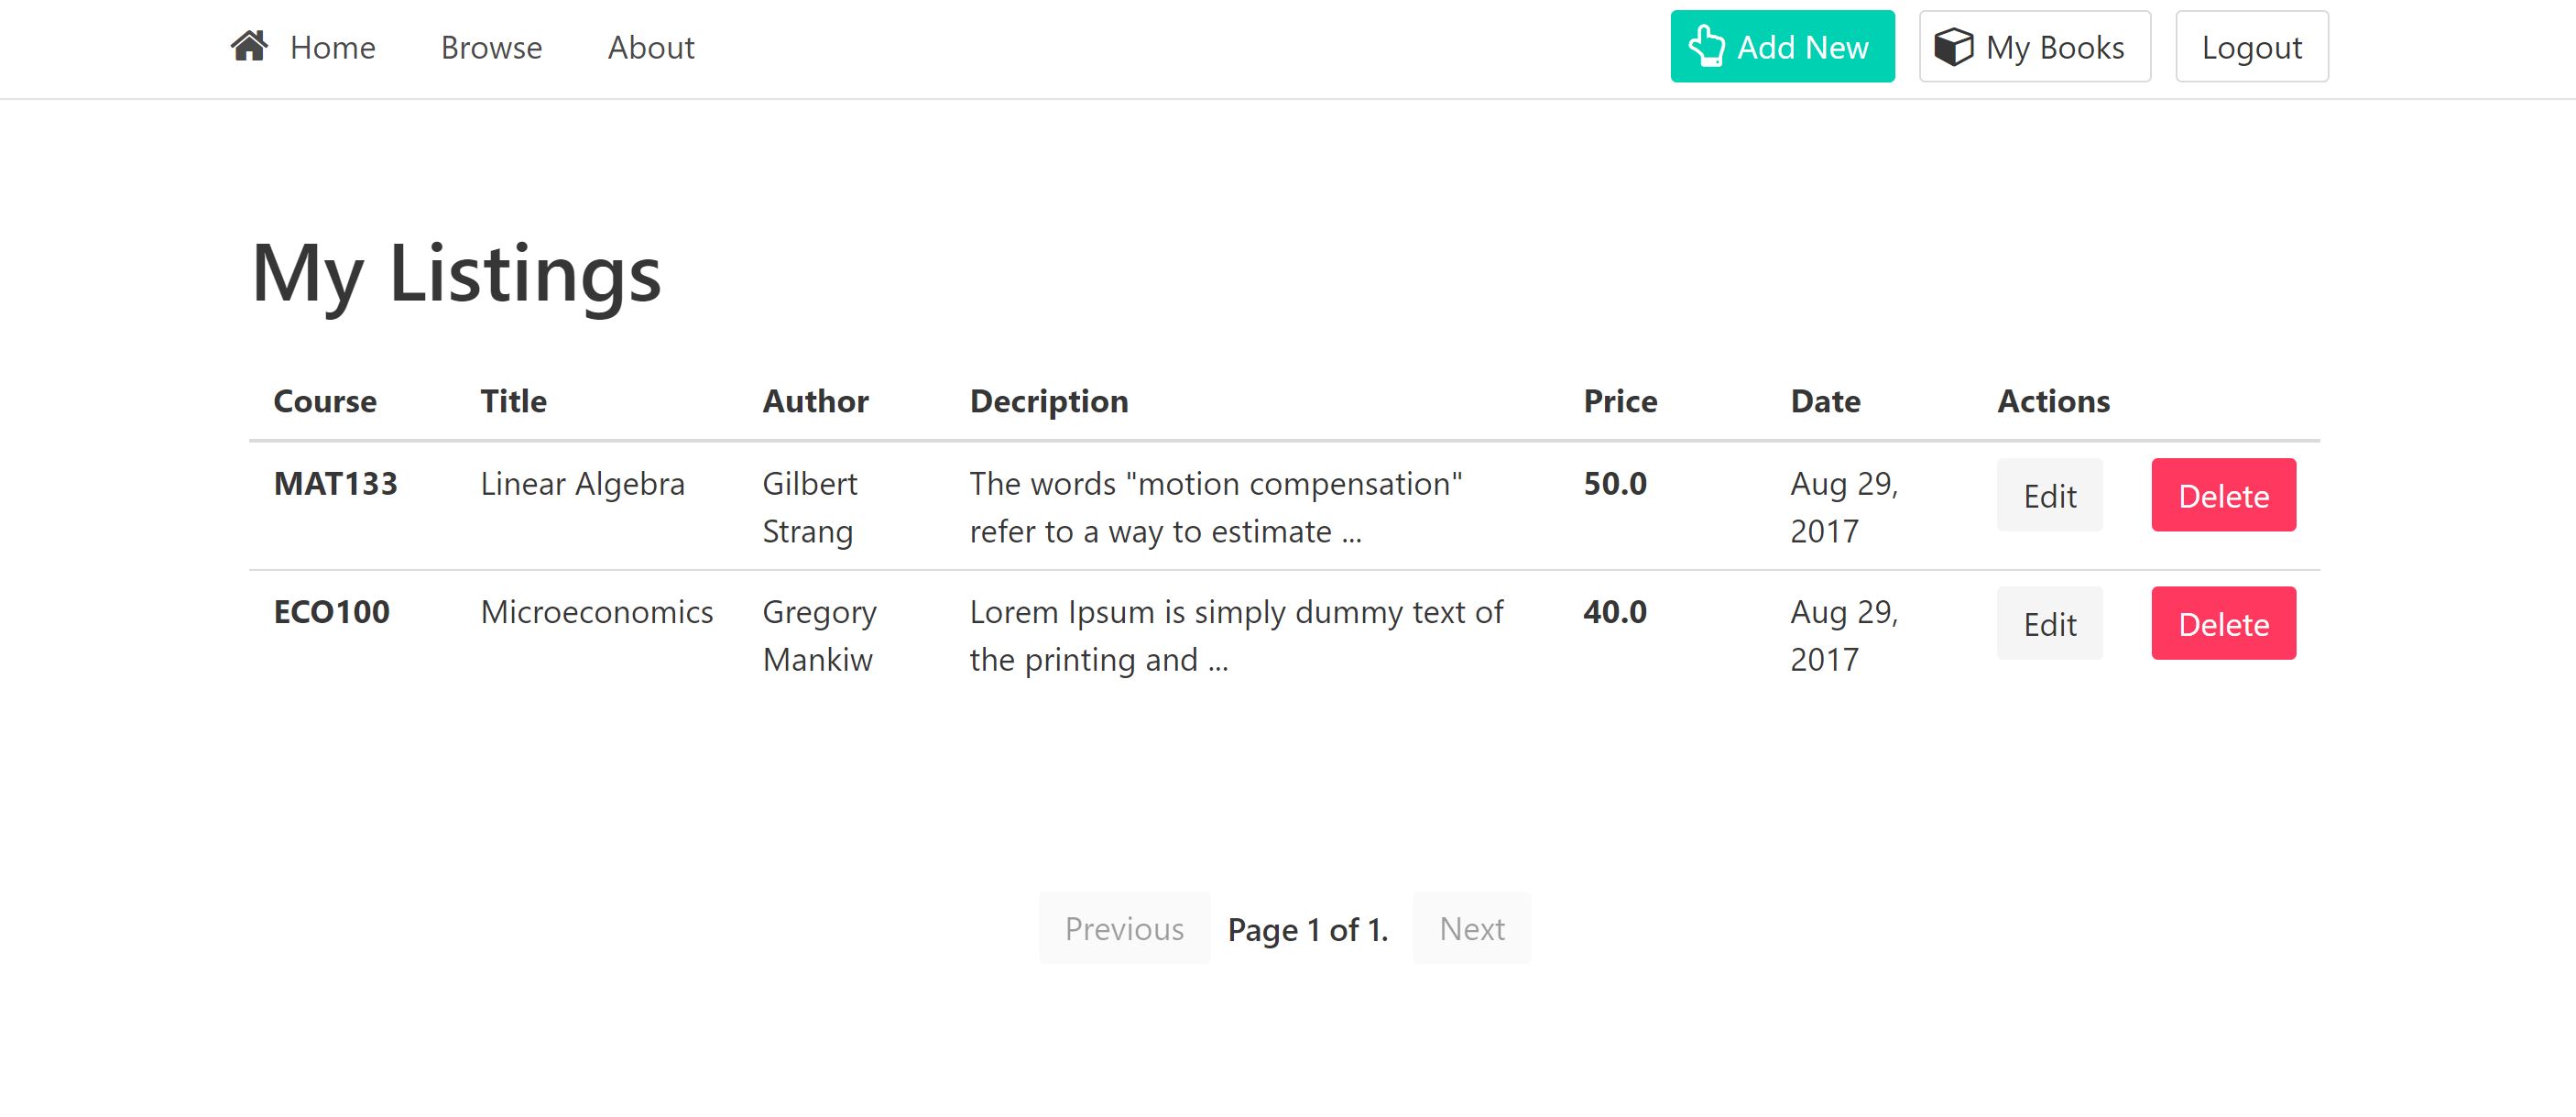 Home Browse About Add New My Books Logout
My Listings
Course Title Author Decription Price Date Actions
MAT133 Linear Algebra Gilbert The words "motion compensation" 50.0 Aug 29, Edit Delete
Strang refer to a way to estimate ... 2017
ECO100 Microeconomics Gregory Lorem Ipsum is simply dummy text of 40.0 Aug 29, Edit Delete
Mankiw the printing and ... 2017
Previous Page 1 of 1. Next